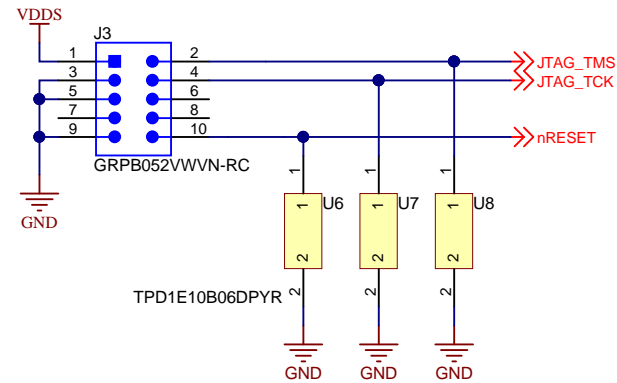 VDDS
J3
1 2 JTAG_TMS
3 4 JTAG_TCK
5 6
7 8
9 10 nRESET
GRPB052VWVN-RC
GND
1 1 1
1 U6 1 U7 1 U8
2 2 2
TPD1E10B06DPYR 2 2 2
GND GND GND